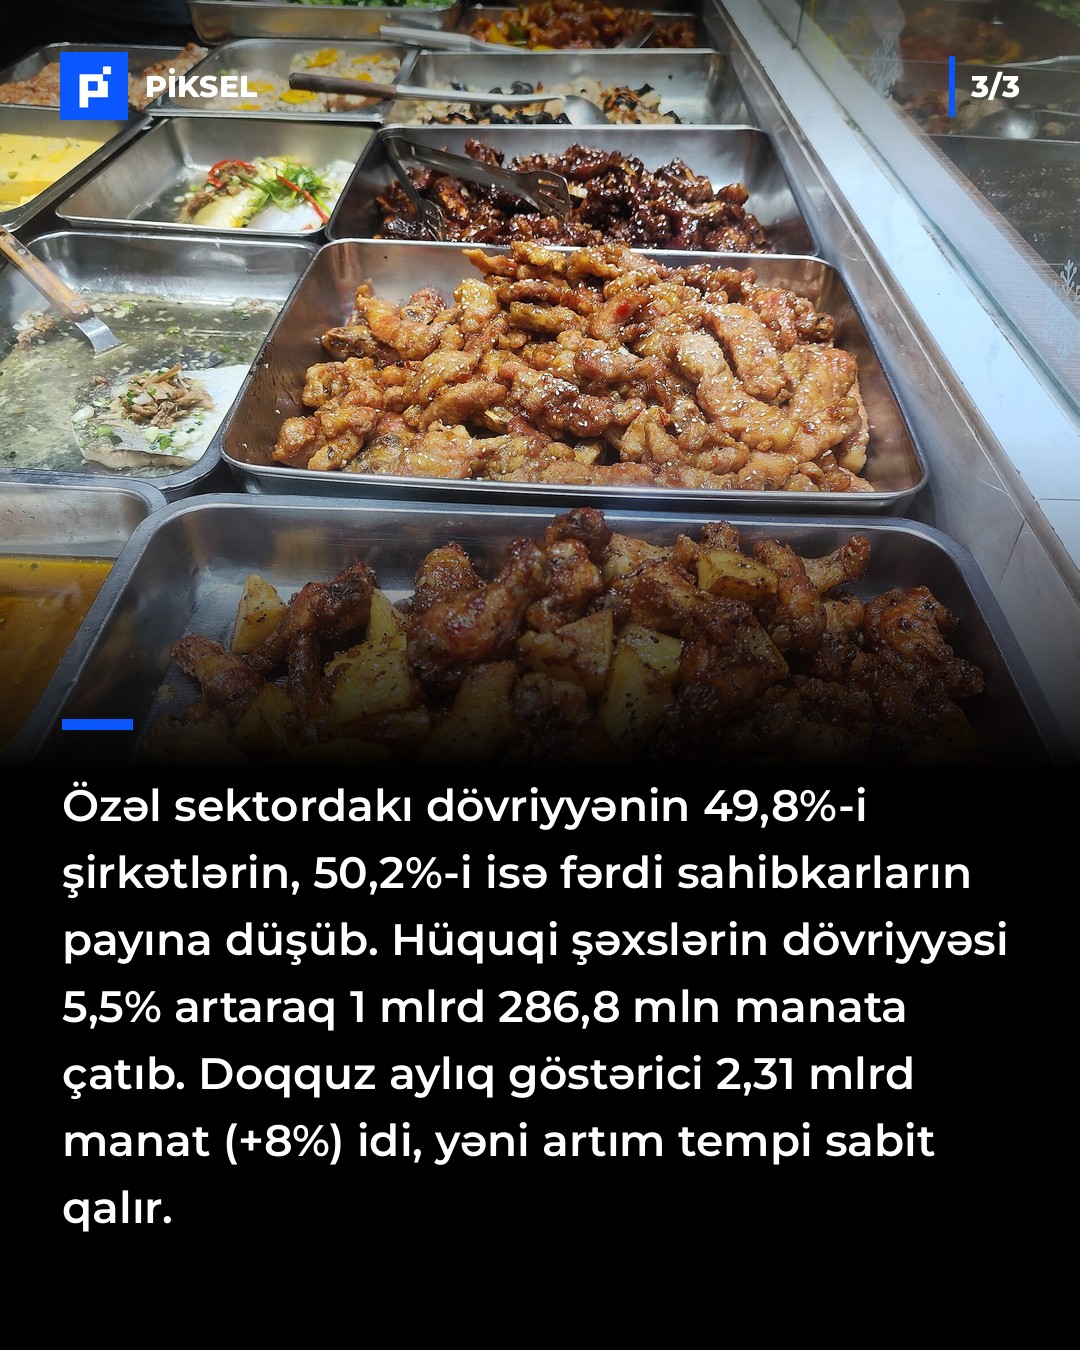 PİKSEL
3/3
Özəl sektordakı dövriyyənin 49,8%-i
şirkətlərin, 50,2%-i isə fərdi sahibkarların
payına düşüb. Hüquqi şəxslərin dövriyyəsi
5,5% artaraq 1 mlrd 286,8 mln manata
çatıb. Doqquz aylıq göstərici 2,31 mlrd
manat (+8%) idi, yəni artım tempi sabit
qalır.